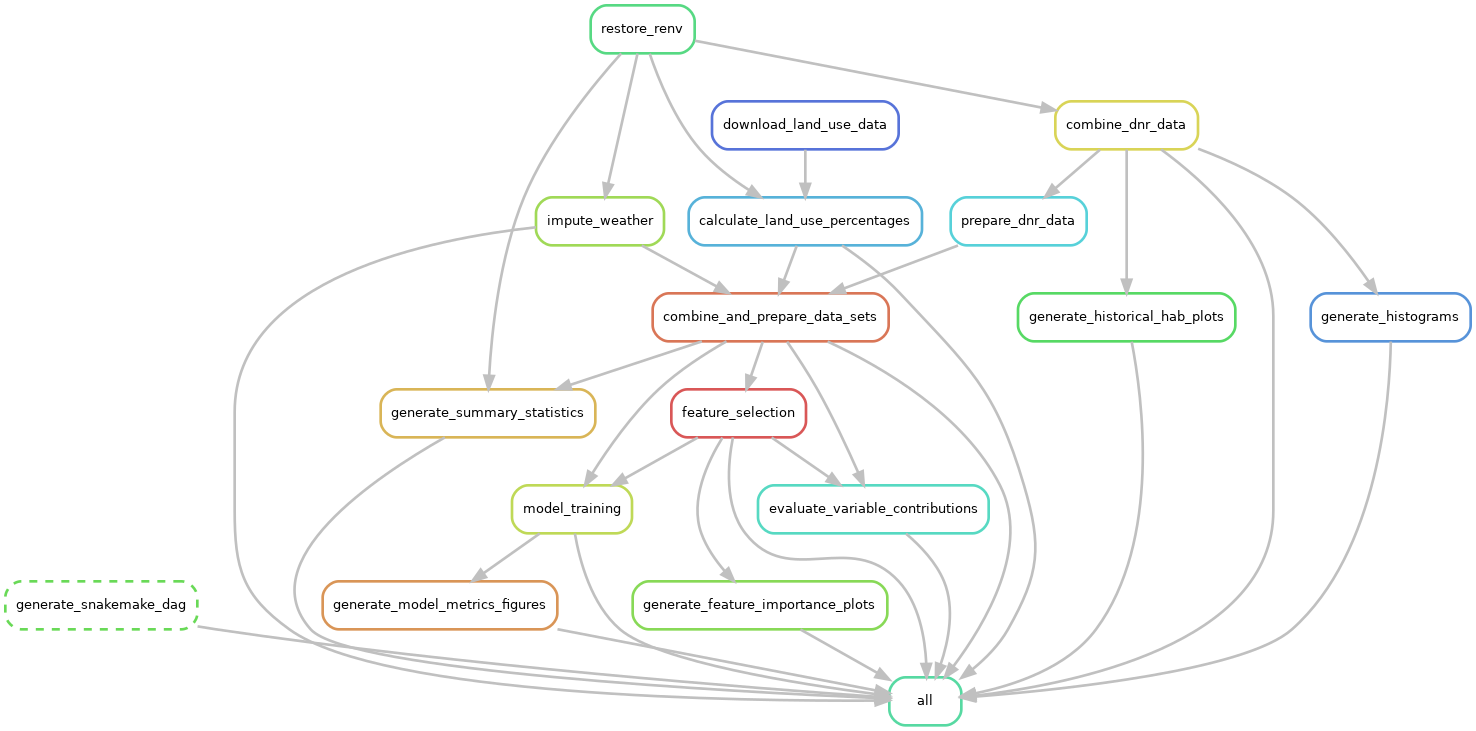 restore_renv
download_land_use_data
combine_dnr_data
impute_weather
calculate_land_use_percentages
prepare_dnr_data
combine_and_prepare_data_sets
generate_historical_hab_plots
generate_histograms
generate_summary_statistics
feature_selection
model_training
evaluate_variable_contributions
generate_snakemake_dag
generate_model_metrics_figures
generate_feature_importance_plots
all